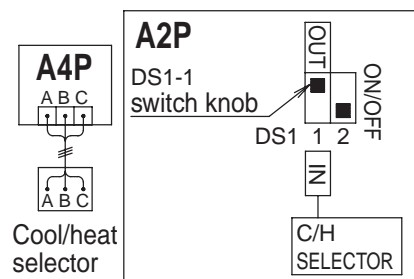 A4P
A B C
A B C
Cool/heat
selector
A2P
DS1-1
switch knob
OUT
ON/OFF
DS1 1 2
IN
C/H
SELECTOR